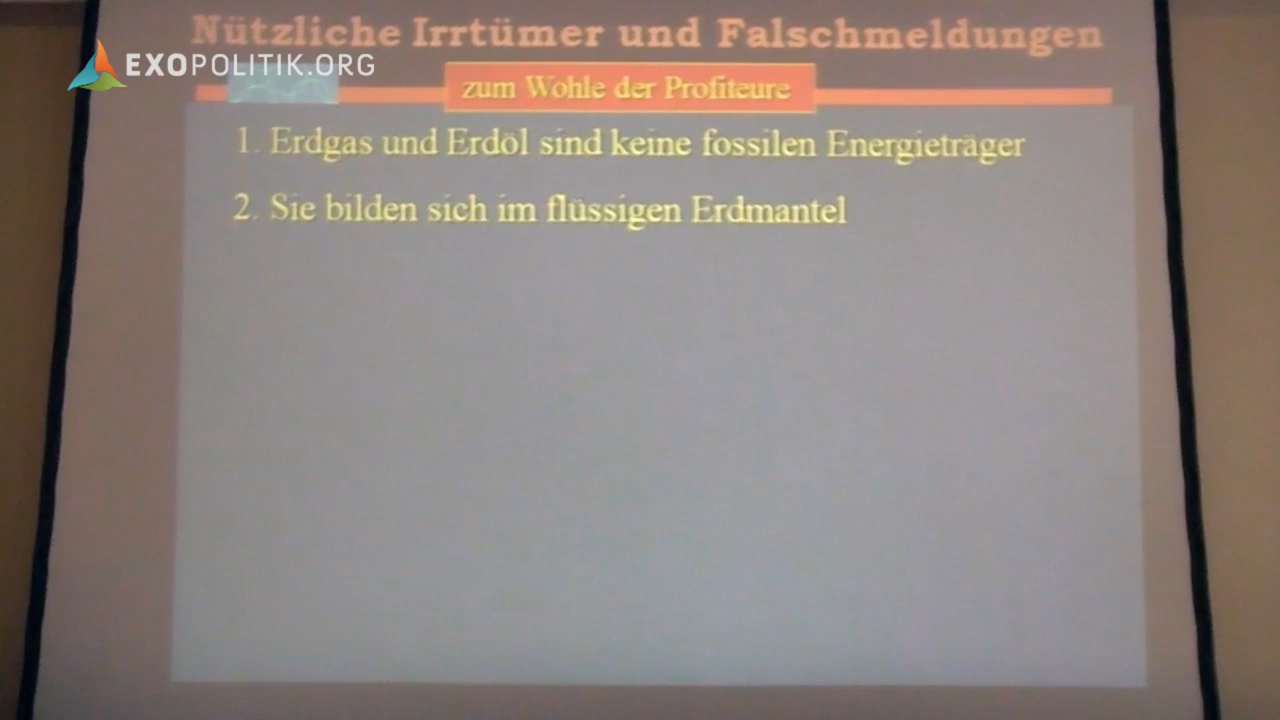 Nützliche Irrtümer und Falschmeldungen
EXOPOLITIK.ORG
zum Wohle der Profiteure
1. Erdgas und Erdöl sind keine fossilen Energieträger
2. Sie bilden sich im flüssigen Erdmantel